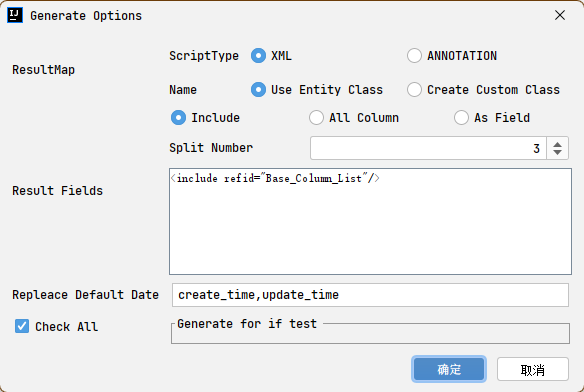 IJ Generate Options
ScriptType XML ANNOTATION
ResultMap
Name Use Entity Class Create Custom Class
Include All Column As Field
Split Number 3
<include refid="Base_Column_List"/>
Result Fields
Repleace Default Date create_time,update_time
Check All Generate for if test
确定 取消